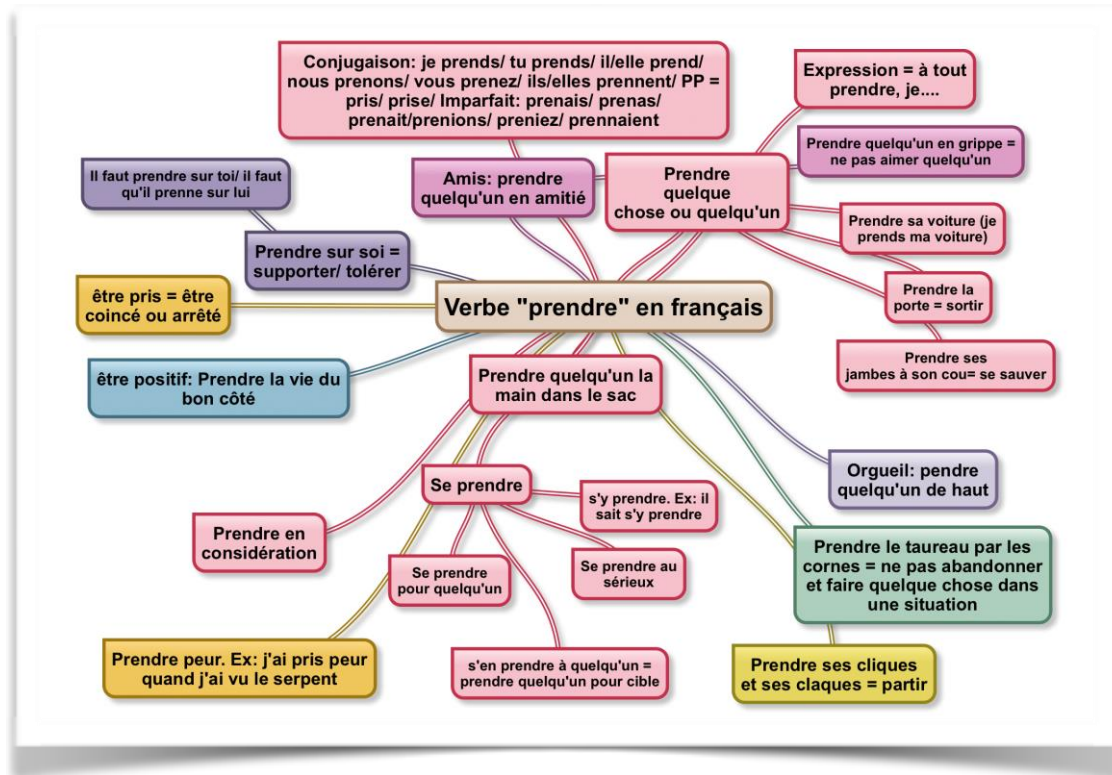 Conjugaison: je prends/ tu prends/ il/elle prend/
nous prenons/ vous prenez/ ils/elles prennent/ PP =
pris/ prise/ Imparfait: prenais/ prenas/
prenait/prenions/ preniez/ prennaient
Expression = à tout
prendre, je....
Prendre quelqu'un en grippe =
ne pas aimer quelqu'un
Il faut prendre sur toi/ il faut
qu'il prenne sur lui
Amis: prendre
quelqu'un en amitié
Prendre
quelque
chose ou quelqu'un
Prendre sa voiture (je
prends ma voiture)
Prendre sur soi =
supporter/ tolérer
Prendre la
porte = sortir
être pris = être
coincé ou arrêté
Verbe "prendre" en français
Prendre ses
jambes à son cou= se sauver
être positif: Prendre la vie du
bon côté
Prendre quelqu'un la
main dans le sac
Orgueil: pendre
quelqu'un de haut
Se prendre
s'y prendre. Ex: il
sait s'y prendre
Prendre en
considération
Se prendre
pour quelqu'un
Se prendre au
sérieux
Prendre le taureau par les
cornes = ne pas abandonner
et faire quelque chose dans
une situation
Prendre peur. Ex: j'ai pris peur
quand j'ai vu le serpent
s'en prendre à quelqu'un =
prendre quelqu'un pour cible
Prendre ses cliques
et ses claques = partir